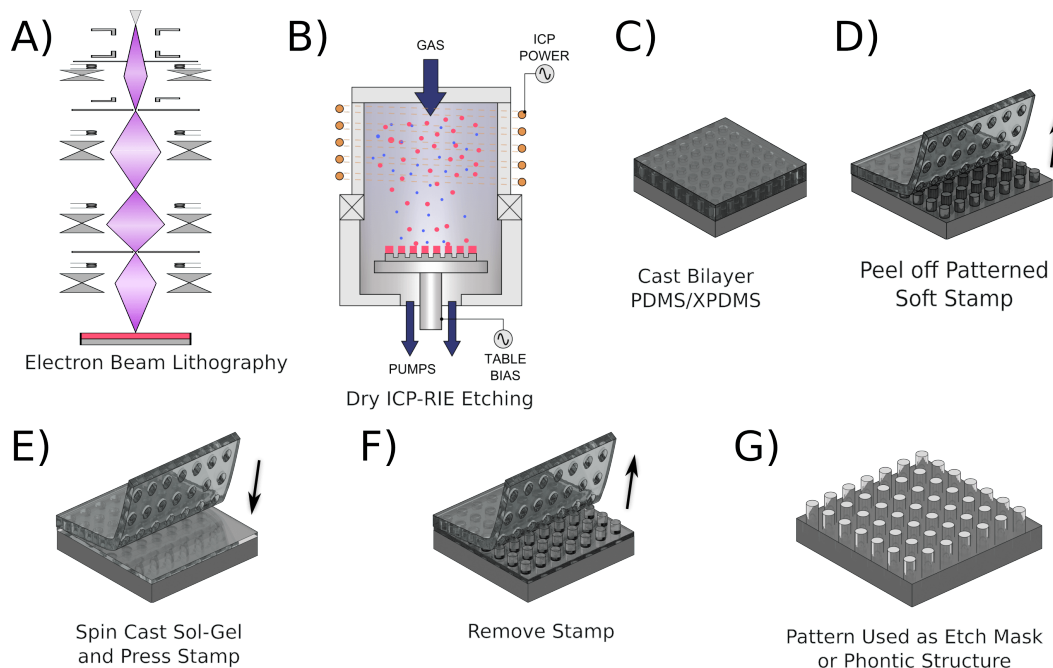 A)
Electron Beam Lithography
B)
GAS
ICP
POWER
PUMPS
TABLE
BIAS
Dry ICP-RIE Etching
C)
Cast Bilayer
PDMS/XPDMS
D)
Peel off Patterned
Soft Stamp
E)
Spin Cast Sol-Gel
and Press Stamp
F)
Remove Stamp
G)
Pattern Used as Etch Mask
or Phontic Structure